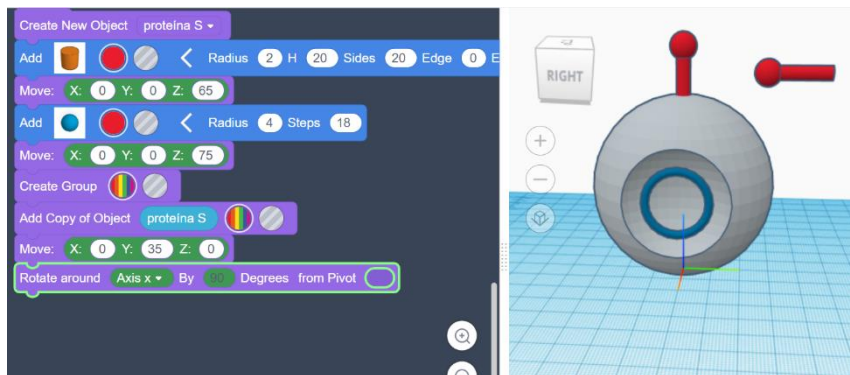 Create New Object proteína S
Add Radius 2 H 20 Sides 20 Edge 0 E
Move: X: 0 Y: 0 Z: 65
Add Radius 4 Steps 18
Move: X: 0 Y: 0 Z: 75
Create Group
Add Copy of Object proteína S
Move: X: 0 Y: 35 Z: 0
Rotate around Axis x By 90 Degrees from Pivot
RIGHT